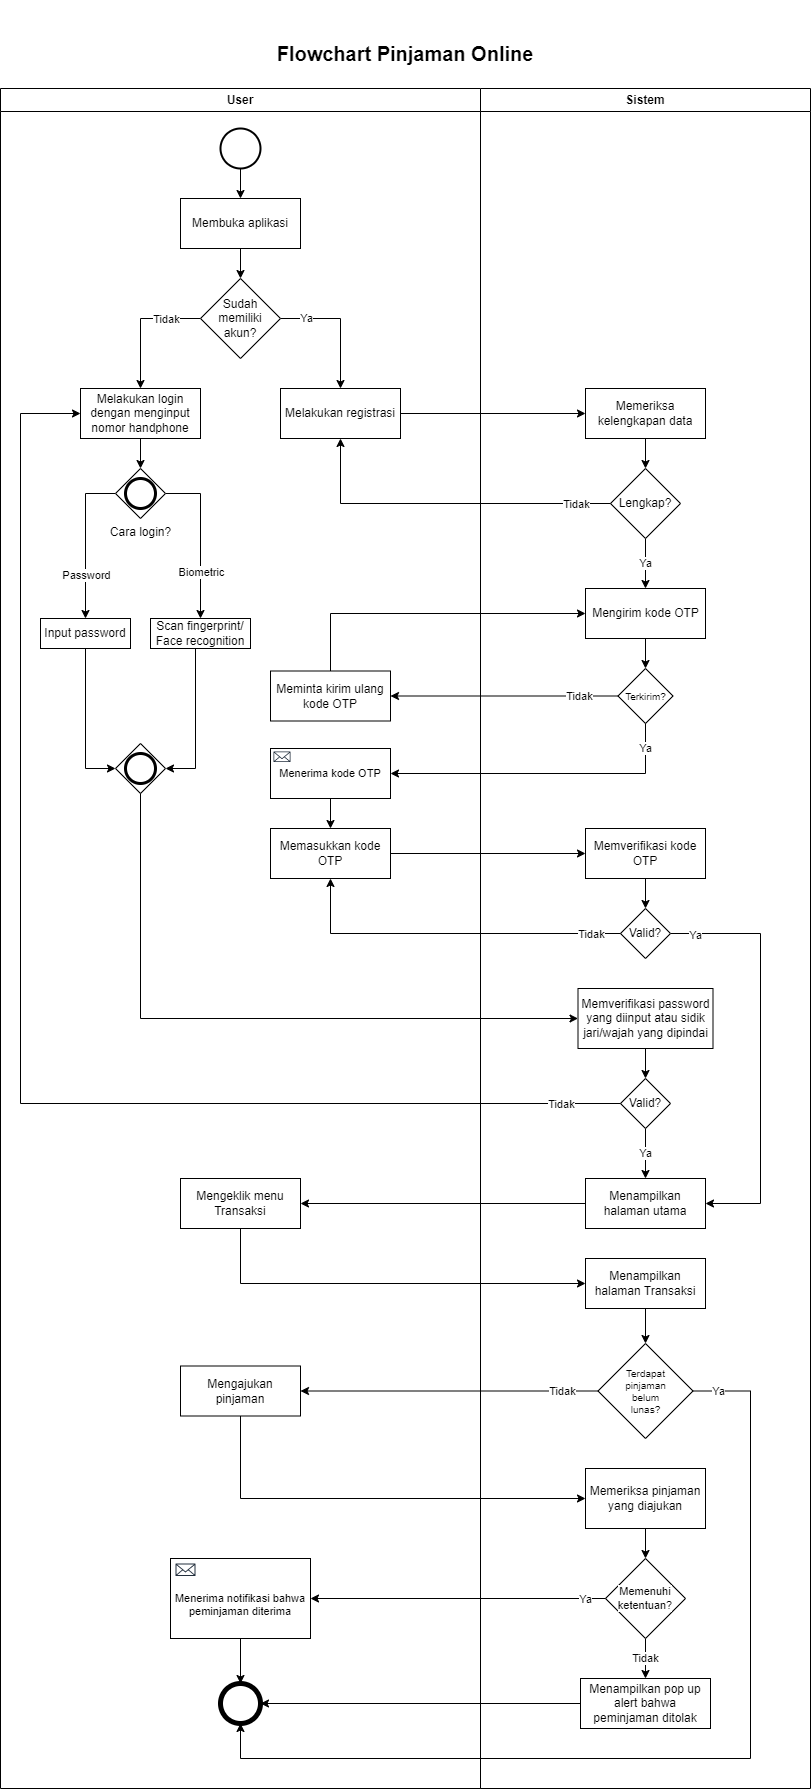 Flowchart Pinjaman Online
User
Sistem
Membuka aplikasi
Sudah
memiliki
akun?
Tidak
Ya
Melakukan login
dengan menginput
nomor handphone
Melakukan registrasi
Memeriksa
kelengkapan data
Cara login?
Tidak
Lengkap?
Ya
Password
Biometric
Input password
Scan fingerprint/
Face recognition
Mengirim kode OTP
Meminta kirim ulang
kode OTP
Tidak
Terkirim?
Ya
Menerima kode OTP
Memasukkan kode
OTP
Memverifikasi kode
OTP
Tidak
Valid?
Ya
Memverifikasi password
yang diinput atau sidik
jari/wajah yang dipindai
Tidak
Valid?
Ya
Mengeklik menu
Transaksi
Menampilkan
halaman utama
Menampilkan
halaman Transaksi
Mengajukan
pinjaman
Tidak
Terdapat
pinjaman
belum
lunas?
Ya
Memeriksa pinjaman
yang diajukan
Menerima notifikasi bahwa
peminjaman diterima
Ya
Memenuhi
ketentuan?
Tidak
Menampilkan pop up
alert bahwa
peminjaman ditolak